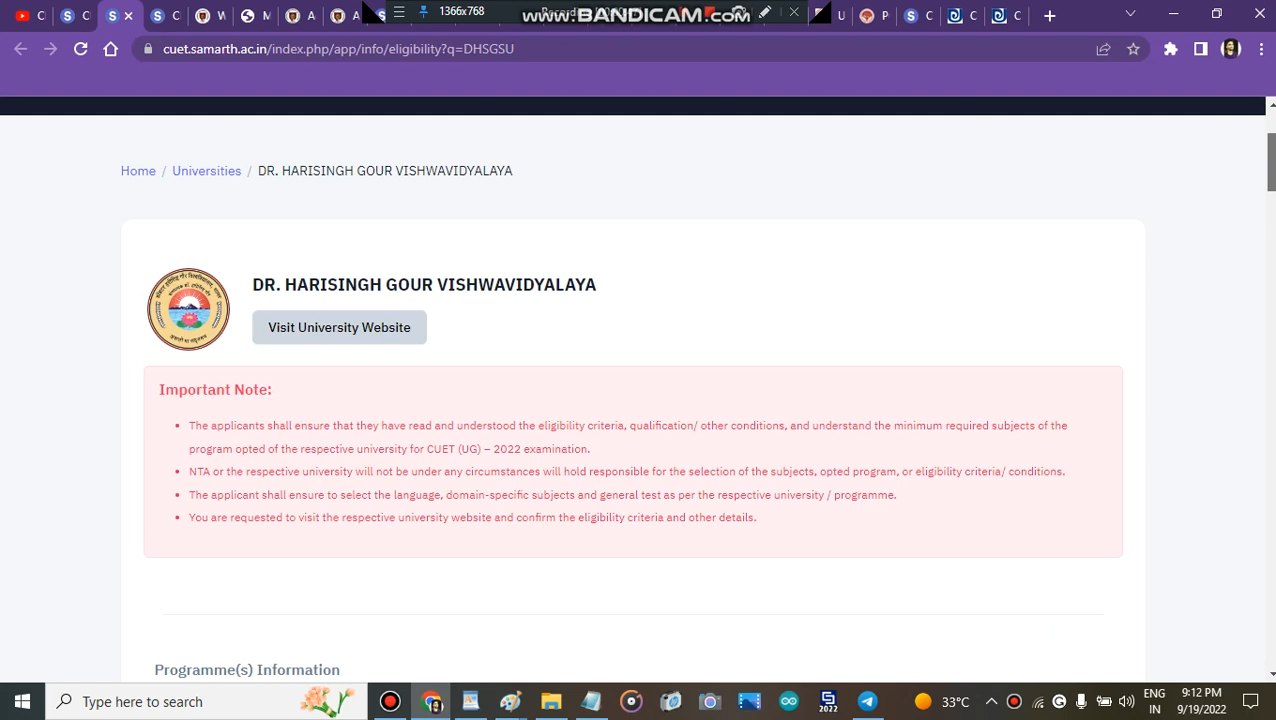 1366x768
www.BANDICAM.com
cuet.samarth.ac.in/index.php/app/info/eligibility?q=DHSGSU
Home / Universities / DR. HARISINGH GOUR VISHWAVIDYALAYA
DR. HARISINGH GOUR VISHWAVIDYALAYA
Visit University Website
Important Note:
• The applicants shall ensure that they have read and understood the eligibility criteria, qualification/ other conditions, and understand the minimum required subjects of the
program opted of the respective university for CUET (UG) – 2022 examination.
• NTA or the respective university will not be under any circumstances will hold responsible for the selection of the subjects, opted program, or eligibility criteria/ conditions.
• The applicant shall ensure to select the language, domain-specific subjects and general test as per the respective university / programme.
• You are requested to visit the respective university website and confirm the eligibility criteria and other details.
Programme(s) Information
Type here to search
33°C
ENG
IN
9:12 PM
9/19/2022